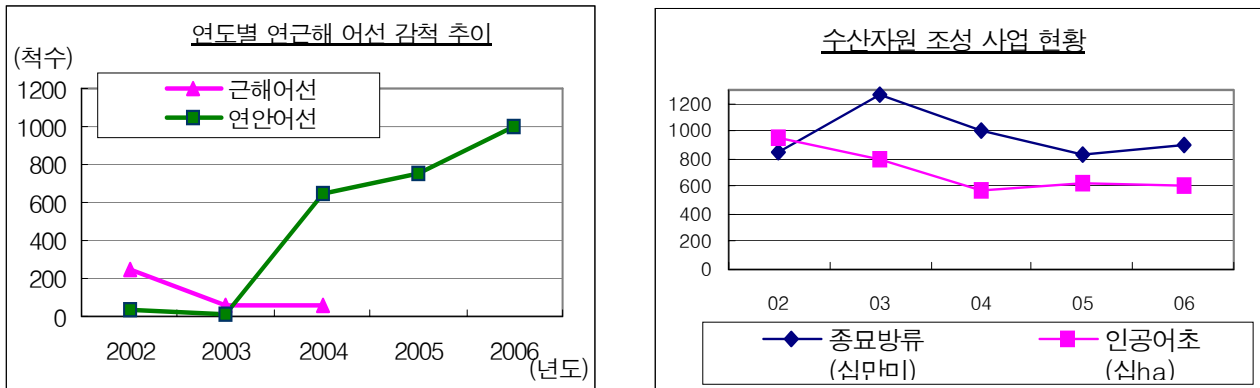 연도별 연근해 어선 감척 추이
(척수)
근해어선
연안어선
1200
1000
800
600
400
200
0
2002 2003 2004 2005 2006
(년도)
수산자원 조성 사업 현황
1200
1000
800
600
400
200
0
02 03 04 05 06
종묘방류 인공어초
(십만미) (십ha)